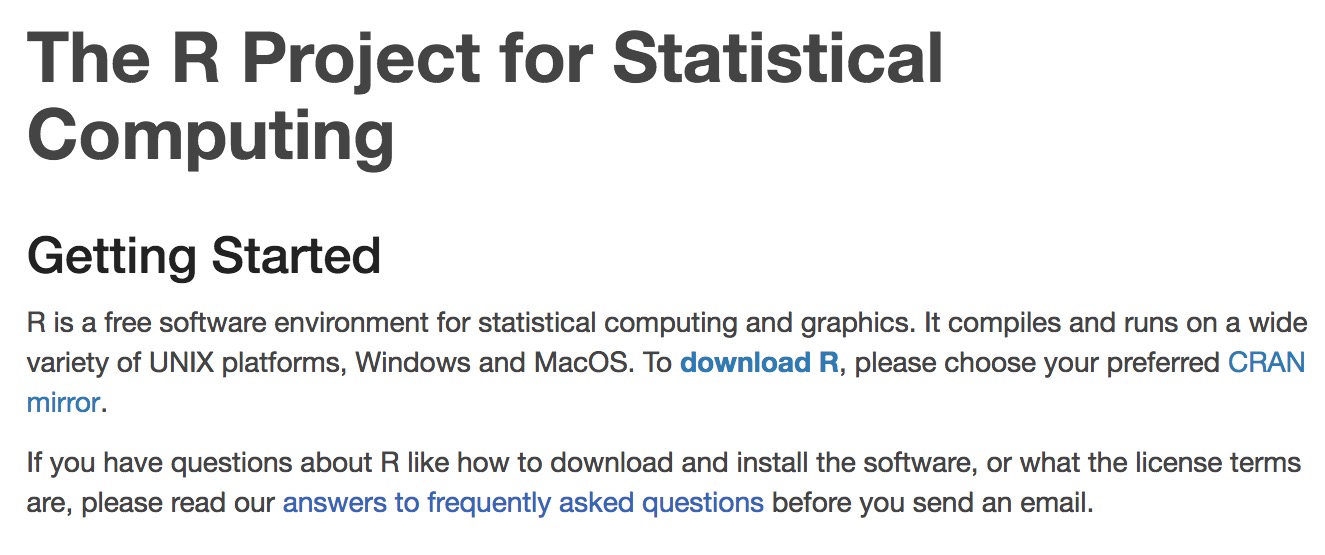 The R Project for Statistical
Computing
Getting Started
R is a free software environment for statistical computing and graphics. It compiles and runs on a wide
variety of UNIX platforms, Windows and MacOS. To download R, please choose your preferred CRAN
mirror.
If you have questions about R like how to download and install the software, or what the license terms
are, please read our answers to frequently asked questions before you send an email.